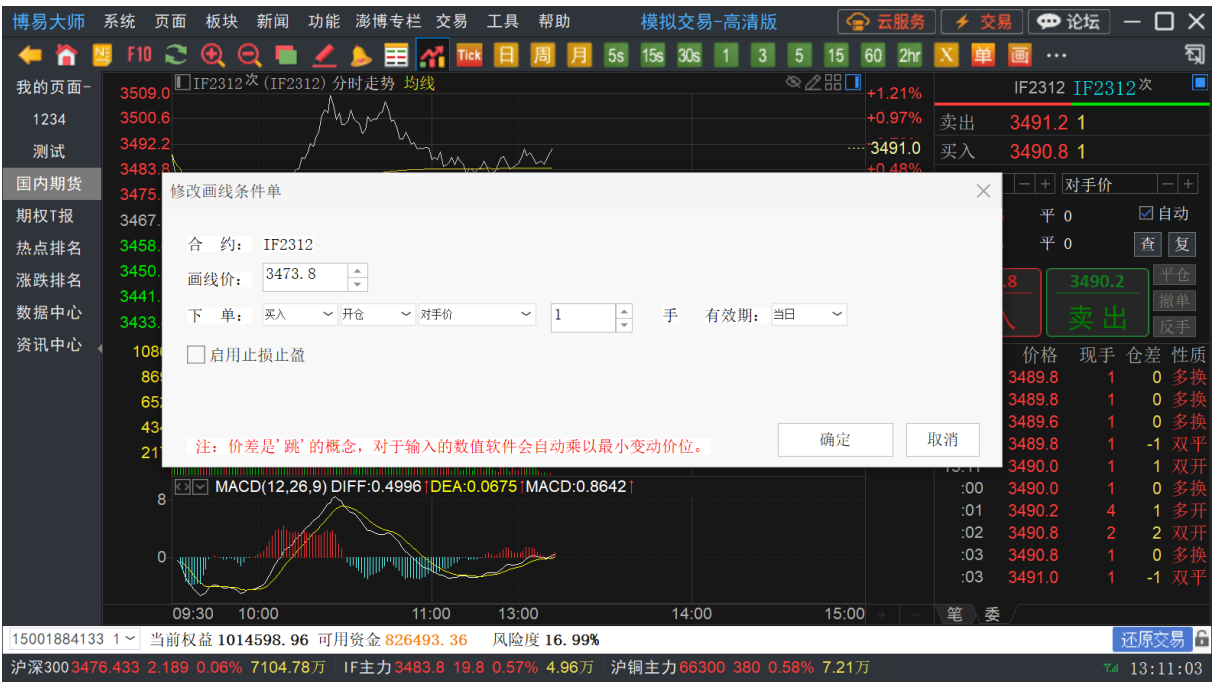 博易大师 系统 页面 板块 新闻 功能 澎博专栏 交易 工具 帮助 模拟交易-高清版 云服务 交易 论坛
F10 Tick 日 周 月 5s 15s 30s 1 3 5 15 60 2hr X 单 画 ···
我的页面-
1234
测试
国内期货
期权T报
热点排名
涨跌排名
数据中心
资讯中心
IF2312次 (IF2312) 分时走势 均线
3509.0 +1.21%
3500.6 +0.97%
3492.2
3491.0
3483.8 +0.48%
3475.
3467.
3458.
3450.
3441.
3433.
108
86
65
43
21
IF2312 IF2312次
卖出 3491.2 1
买入 3490.8 1
- + 对手价 - +
平 0 自动
平 0 查 复
.8 3490.2 平仓
卖出 撤单
反手
修改画线条件单
合 约: IF2312
画线价: 3473.8
下 单: 买入 开仓 对手价 1 手 有效期: 当日
启用止损止盈
注: 价差是'跳'的概念, 对于输入的数值软件会自动乘以最小变动价位。
确定 取消
价格 现手 仓差 性质
3489.8 1 0 多换
3489.8 1 0 多换
3489.6 1 0 多换
3489.8 1 -1 双平
3490.0 1 1 双开
:00 3490.0 1 0 多换
:01 3490.2 4 1 多开
:02 3490.8 2 2 双开
:03 3490.8 1 0 多换
:03 3491.0 1 -1 双平
MACD(12,26,9) DIFF:0.4996↑DEA:0.0675↑MACD:0.8642↑
8
0
09:30 10:00 11:00 13:00 14:00 15:00 + -
笔 委
15001884133 1 当前权益 1014598.96 可用资金 826493.36 风险度 16.99% 还原交易
沪深300 3476.433 2.189 0.06% 7104.78万 IF主力 3483.8 19.8 0.57% 4.96万 沪铜主力 66300 380 0.58% 7.21万 13:11:03